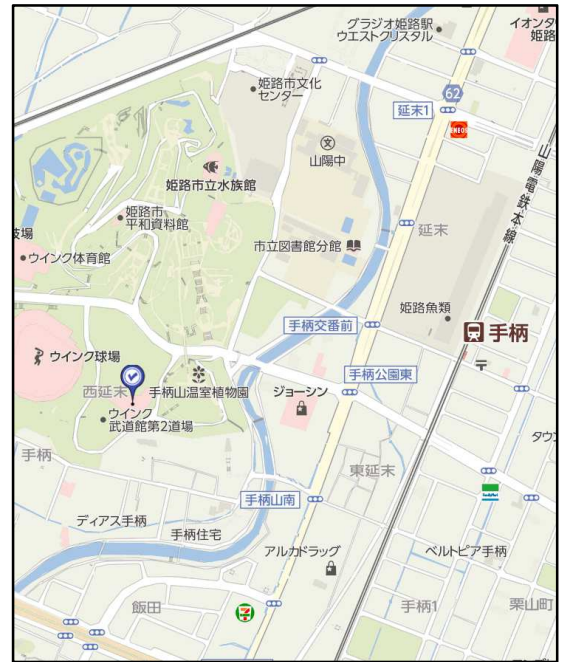 グラジオ姫路駅
ウエストクリスタル
イオンタ
姫路
姫路市文化
センター
62
延末1
ENEOS
山陽中
山陽電鉄本線
姫路市立水族館
姫路市
平和資料館
技場
ウインク体育館
市立図書館分館
延末
姫路魚類
手柄交番前
手柄
ウインク球場
西延末
手柄山温室植物園
ジョーシン
手柄公園東
ウインク
武道館第2道場
タウン
手柄
東延末
手柄山南
ディアス手柄
手柄住宅
アルカドラッグ
ベルトピア手柄
飯田
手柄1
栗山町